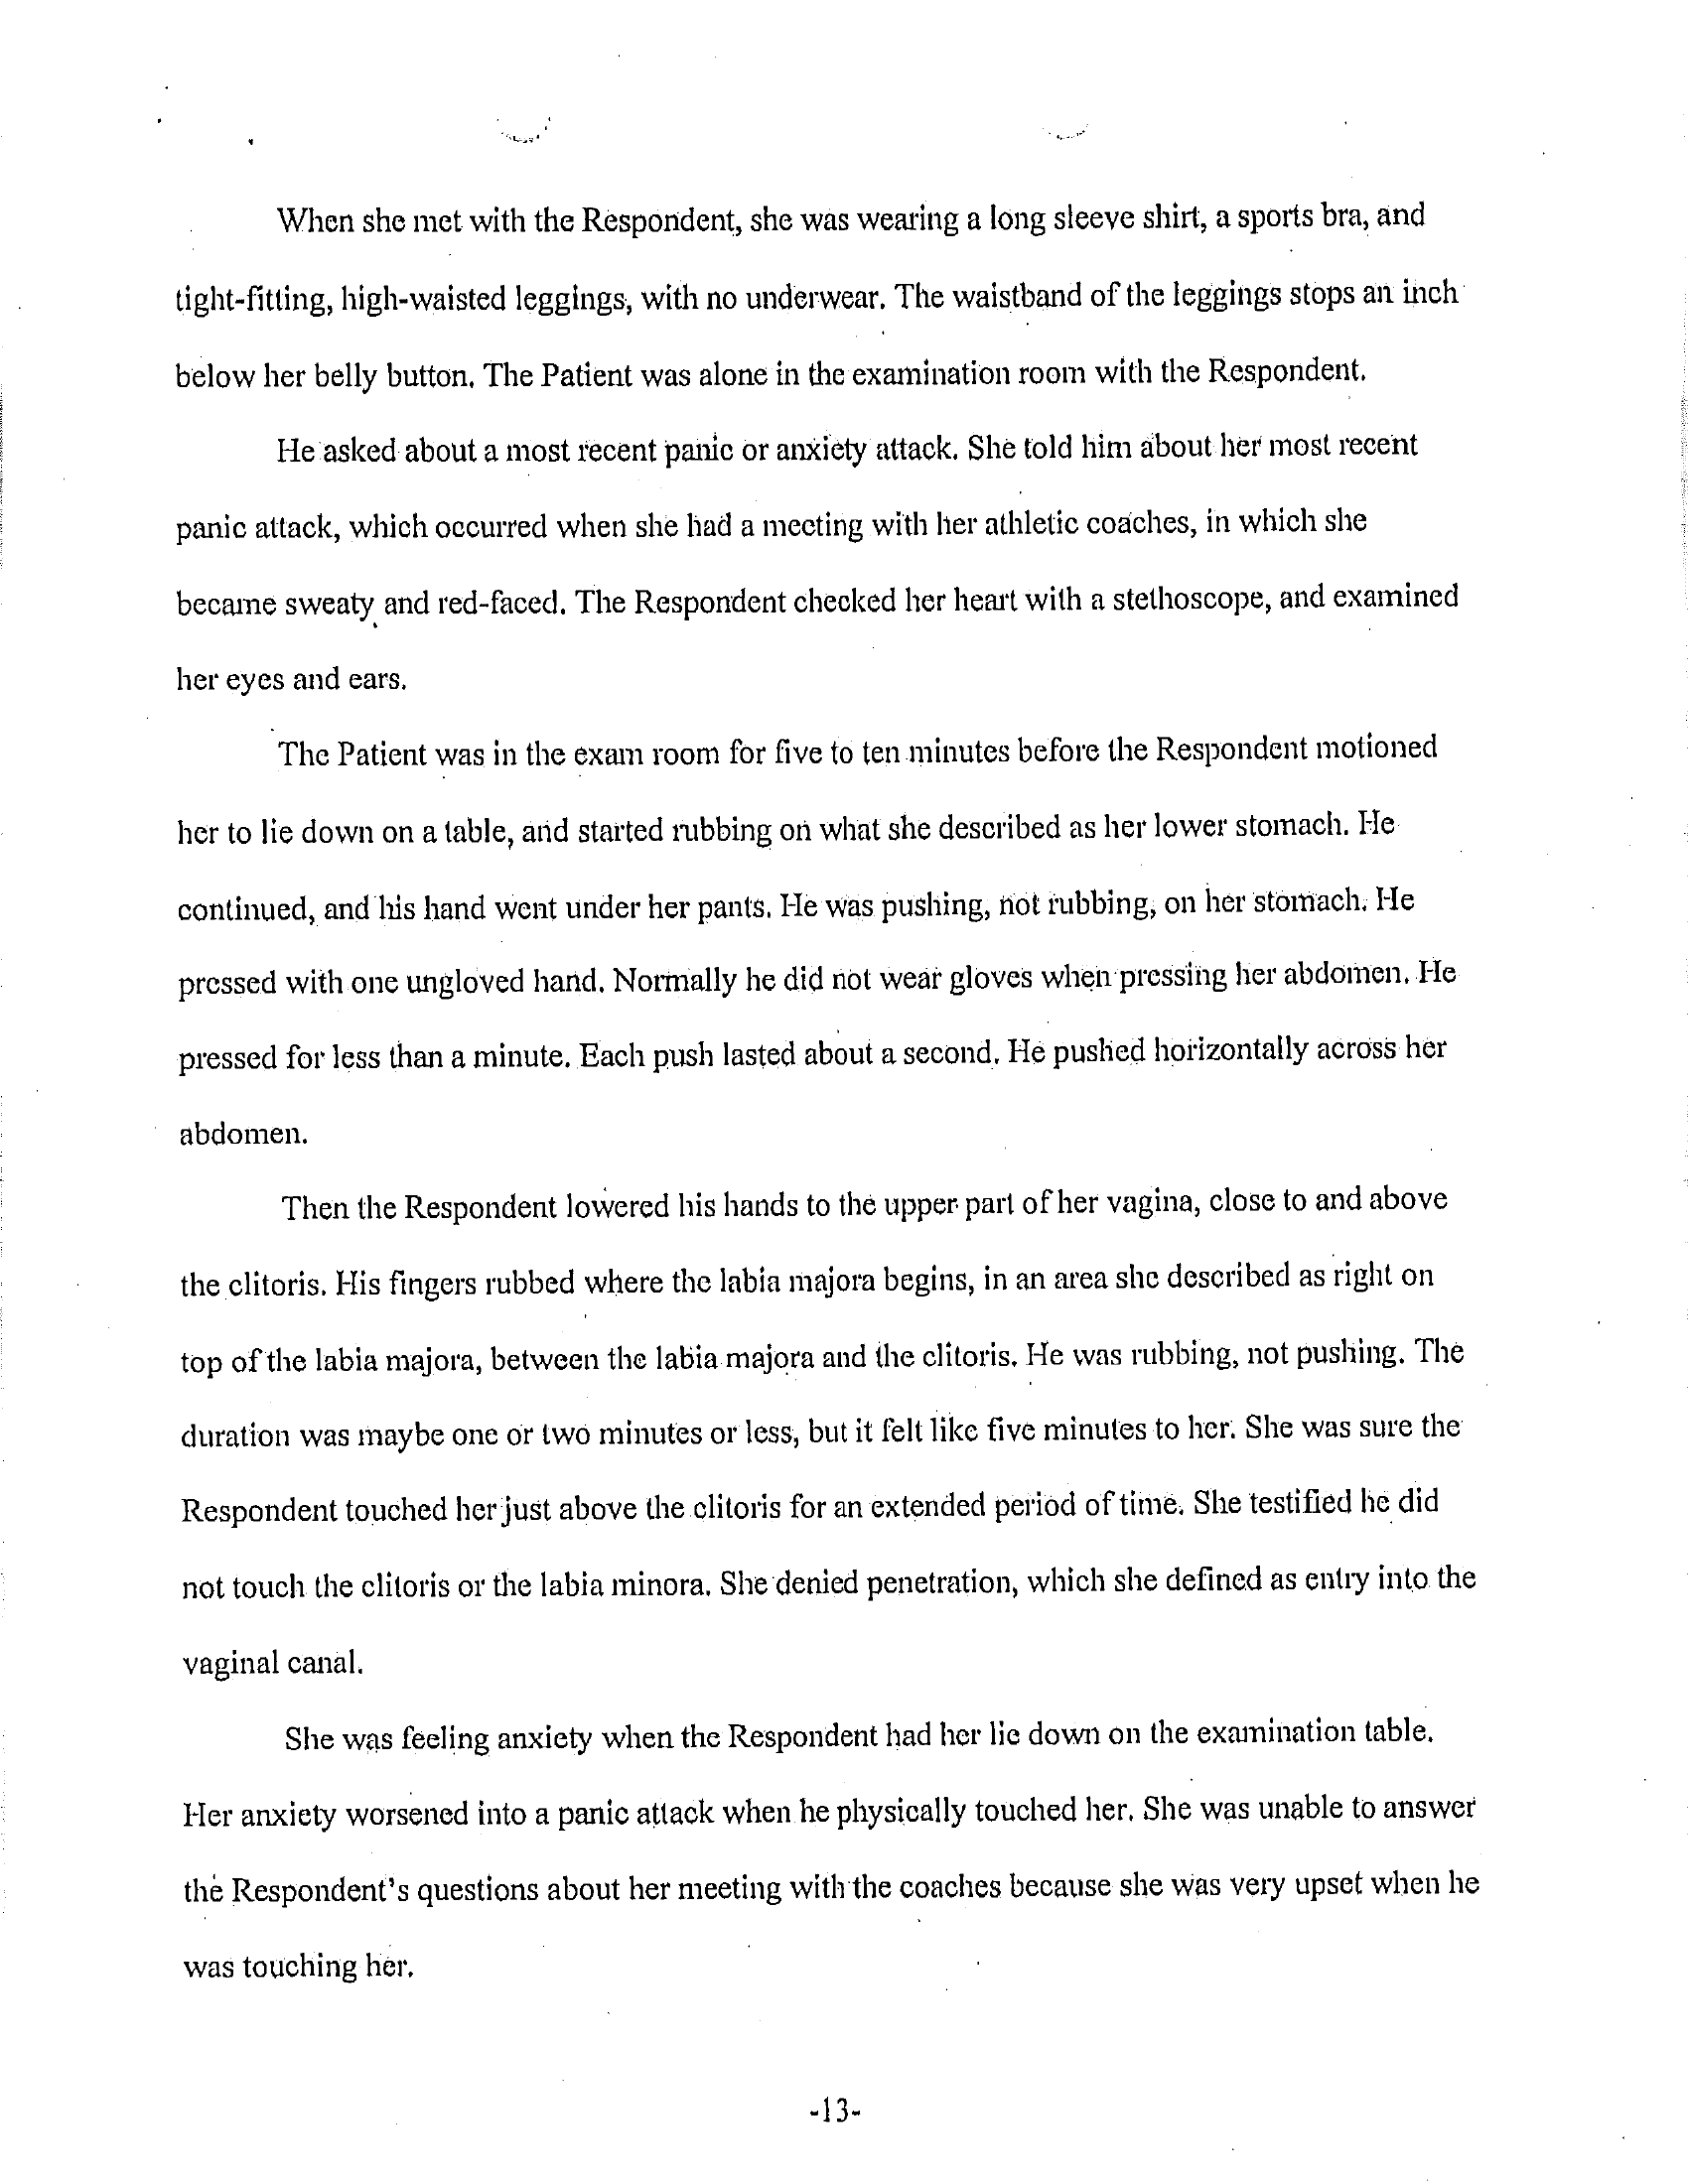 When she met with the Respondent, she was wearing a long sleeve shirt, a sports bra, and
tight-fitting, high-waisted leggings, with no underwear. The waistband of the leggings stops an inch
below her belly button. The Patient was alone in the examination room with the Respondent.
He asked about a most recent panic or anxiety attack. She told him about her most recent
panic attack, which occurred when she had a meeting with her athletic coaches, in which she
became sweaty and red-faced. The Respondent checked her heart with a stethoscope, and examined
her eyes and ears.
The Patient was in the exam room for five to ten minutes before the Respondent motioned
her to lie down on a table, and started rubbing on what she described as her lower stomach. He
continued, and his hand went under her pants. He was pushing, not rubbing, on her stomach. He
pressed with one ungloved hand. Normally he did not wear gloves when pressing her abdomen. He
pressed for less than a minute. Each push lasted about a second. He pushed horizontally across her
abdomen.
Then the Respondent lowered his hands to the upper part of her vagina, close to and above
the clitoris. His fingers rubbed where the labia majora begins, in an area she described as right on
top of the labia majora, between the labia majora and the clitoris. He was rubbing, not pushing. The
duration was maybe one or two minutes or less, but it felt like five minutes to her. She was sure the
Respondent touched her just above the clitoris for an extended period of time. She testified he did
not touch the clitoris or the labia minora. She denied penetration, which she defined as entry into the
vaginal canal.
She was feeling anxiety when the Respondent had her lie down on the examination table.
Her anxiety worsened into a panic attack when he physically touched her. She was unable to answer
the Respondent's questions about her meeting with the coaches because she was very upset when he
was touching her.
-13-